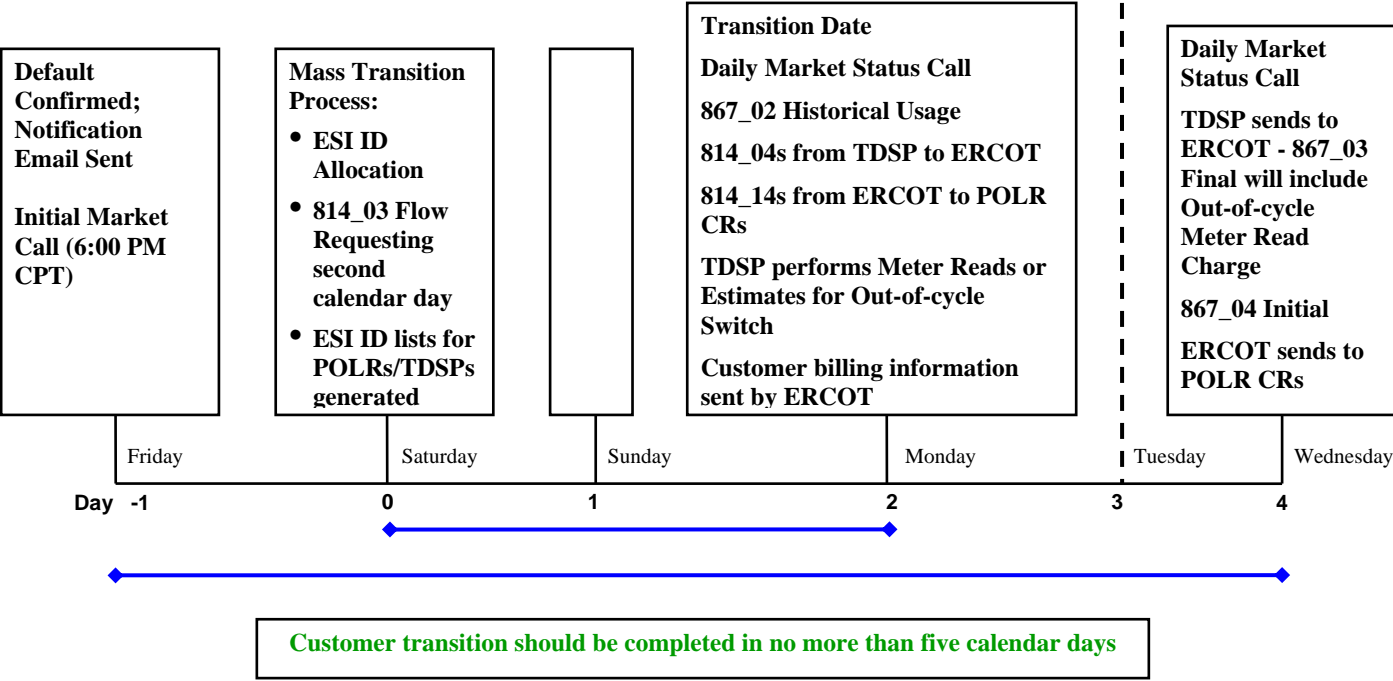 Default
Confirmed;
Notification
Email Sent
Initial Market
Call (6:00 PM
CPT)
Mass Transition
Process:
• ESI ID
Allocation
• 814_03 Flow
Requesting
second
calendar day
• ESI ID lists for
POLRs/TDSPs
generated
Transition Date
Daily Market Status Call
867_02 Historical Usage
814_04s from TDSP to ERCOT
814_14s from ERCOT to POLR
CRs
TDSP performs Meter Reads or
Estimates for Out-of-cycle
Switch
Customer billing information
sent by ERCOT
Daily Market
Status Call
TDSP sends to
ERCOT - 867_03
Final will include
Out-of-cycle
Meter Read
Charge
867_04 Initial
ERCOT sends to
POLR CRs
Friday
Saturday
Sunday
Monday
Tuesday
Wednesday
Day -1
0
1
2
3
4
Customer transition should be completed in no more than five calendar days